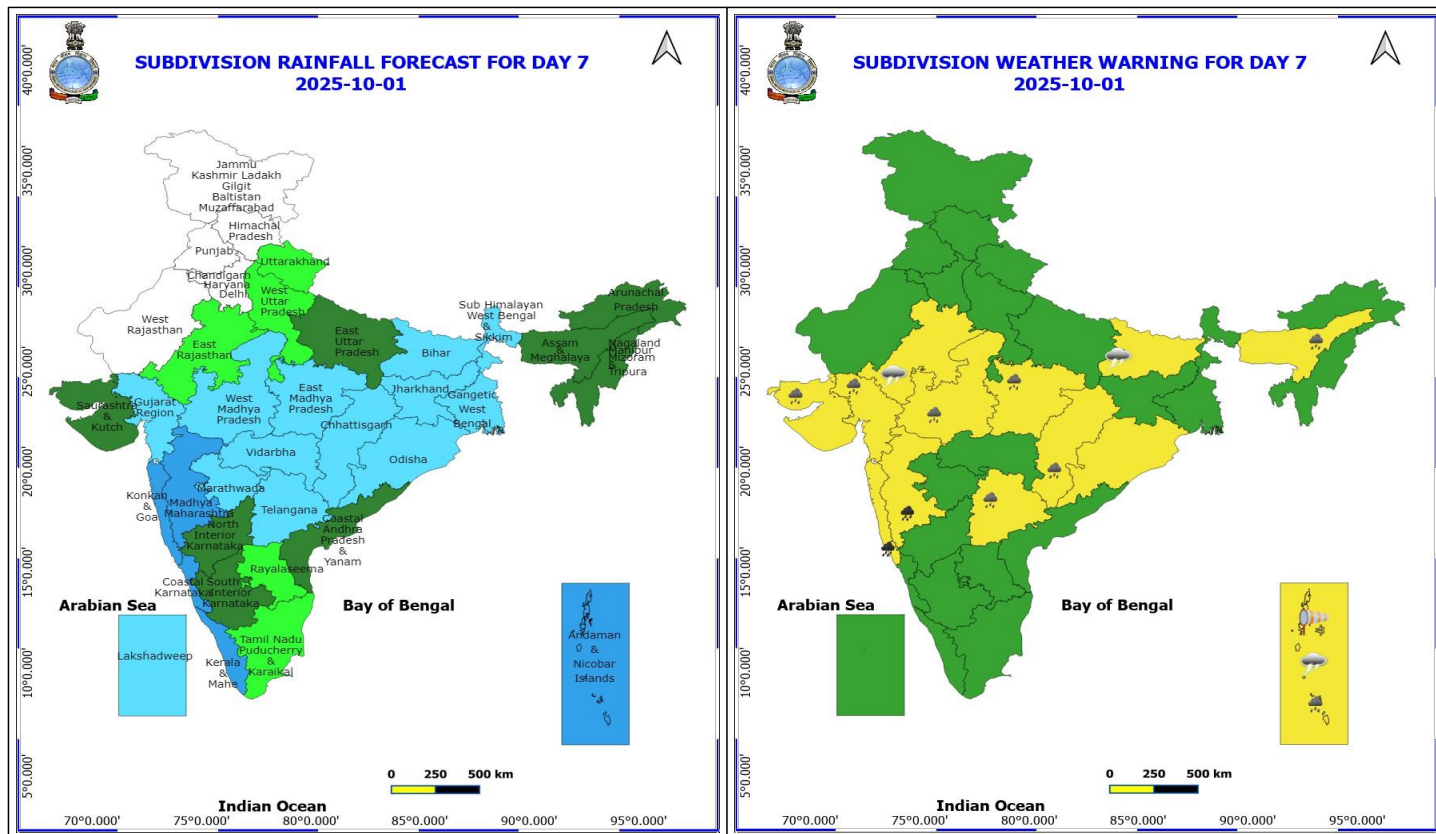 SUBDIVISION RAINFALL FORECAST FOR DAY 7
2025-10-01
40°0.000'
35°0.000'
30°0.000'
25°0.000'
20°0.000'
15°0.000'
10°0.000'
5°0.000'
Jammu
Kashmir Ladakh
Gilgit
Baltistan
Muzaffarabad
Himachal
Pradesh
Punjab
Chandigarh
Haryana
Delhi
Uttarakhand
West
Uttar
Pradesh
West
Rajasthan
East
Rajasthan
East
Uttar
Pradesh
Sub Himalayan
West Bengal
&
Sikkim
Arunachal
Pradesh
Assam
&
Meghalaya
Nagaland
Manipur
Mizoram
&
Tripura
Bihar
Jharkhand
Gangetic
West
Bengal
Saurashtra
&
Kutch
Gujarat
Region
West
Madhya
Pradesh
East
Madhya
Pradesh
Chhattisgarh
Vidarbha
Odisha
Konkan
&
Goa
Madhya
Maharashtra
Marathwada
Telangana
North
Interior
Karnataka
Coastal
Andhra
Pradesh
&
Yanam
Rayalaseema
Coastal
Karnataka
South
Interior
Karnataka
Tamil Nadu
Puducherry
&
Karaikal
Kerala
&
Mahe
Arabian Sea
Bay of Bengal
Lakshadweep
Andaman
&
Nicobar
Islands
0 250 500 km
Indian Ocean
70°0.000' 75°0.000' 80°0.000' 85°0.000' 90°0.000' 95°0.000'
SUBDIVISION WEATHER WARNING FOR DAY 7
2025-10-01
40°0.000'
35°0.000'
30°0.000'
25°0.000'
20°0.000'
15°0.000'
10°0.000'
5°0.000'
Arabian Sea
Bay of Bengal
0 250 500 km
Indian Ocean
70°0.000' 75°0.000' 80°0.000' 85°0.000' 90°0.000' 95°0.000'